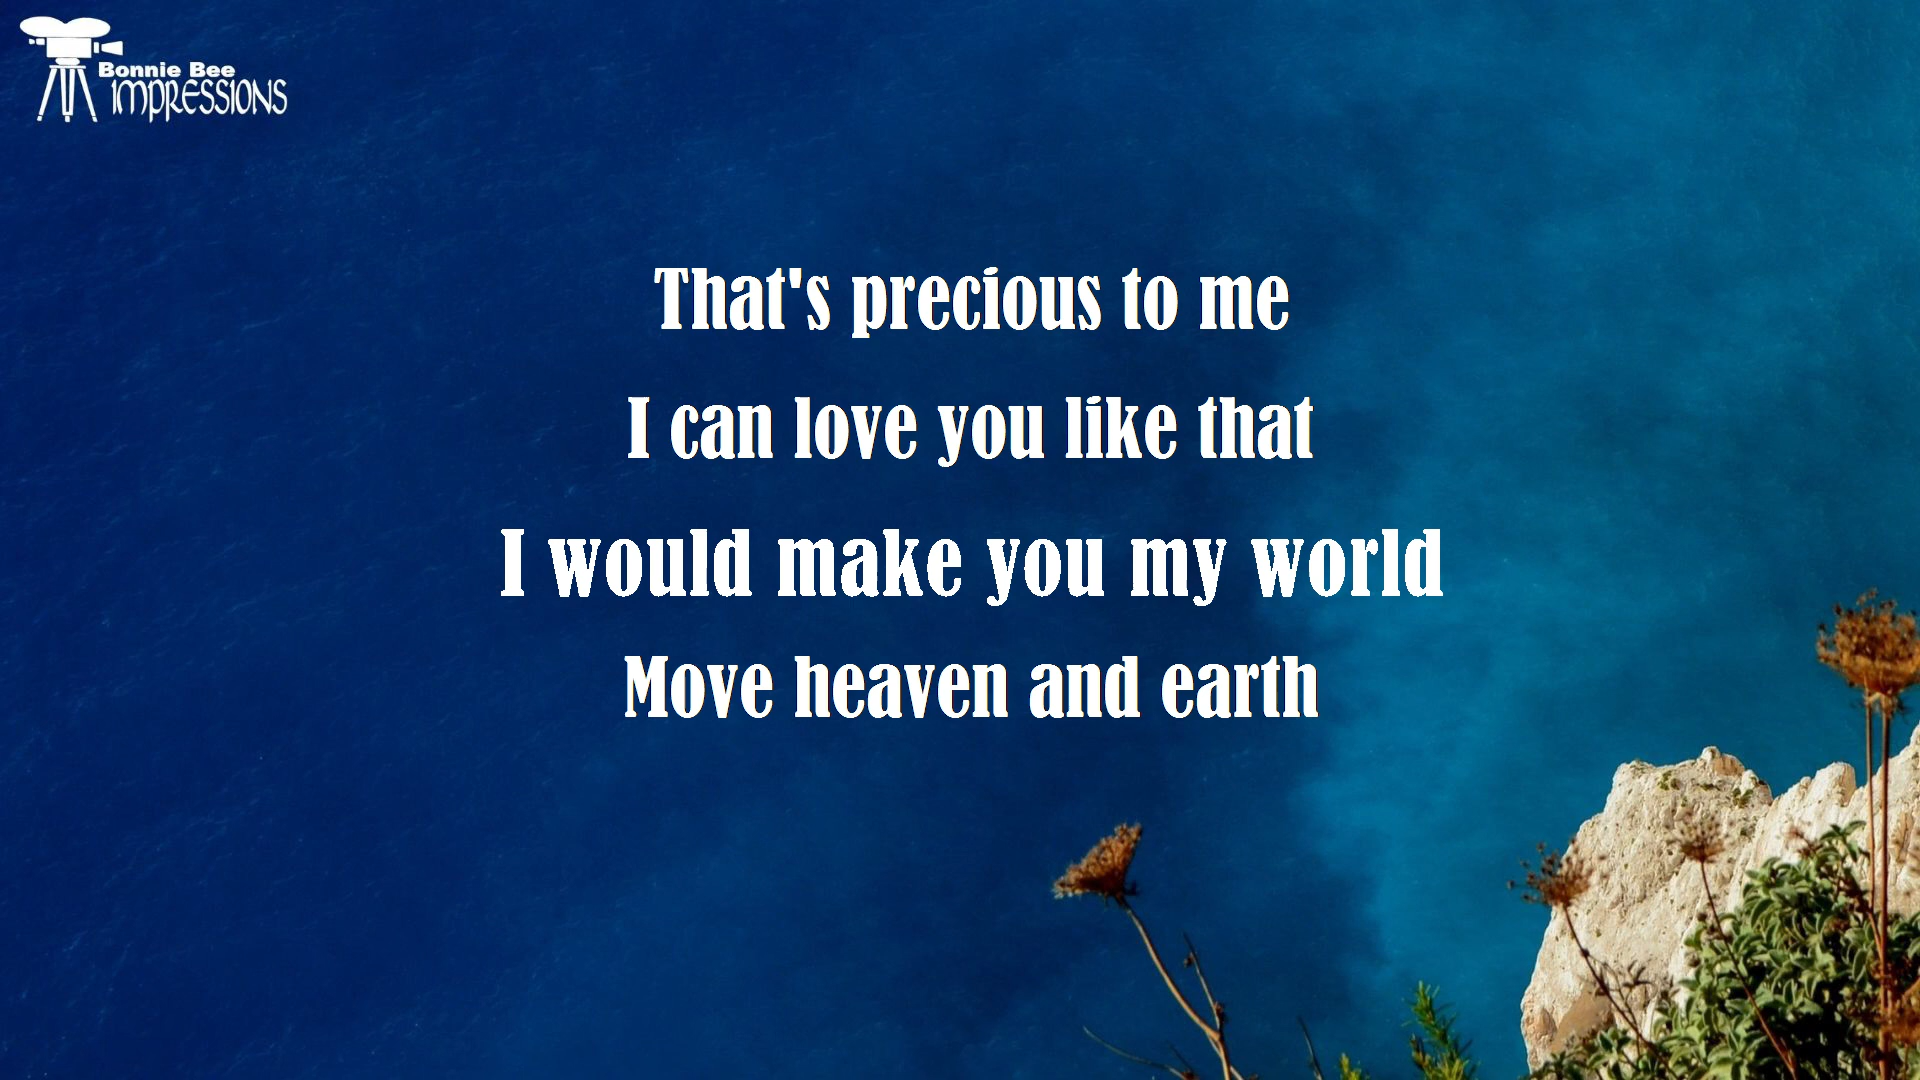 Bonnie Bee
IMPRESSIONS
That's precious to me
I can love you like that
I would make you my world
Move heaven and earth